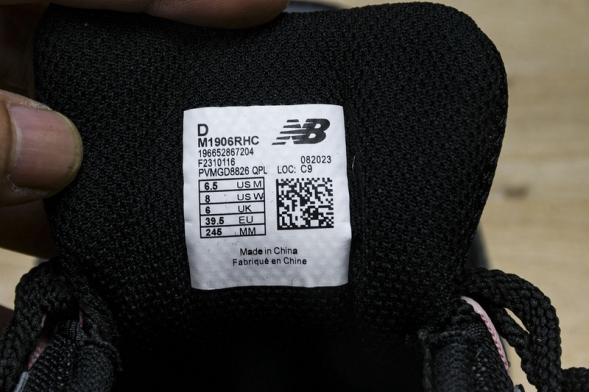 D
M1906RHC
196652867204
F2310116 082023
PVMGD8826 QPL LOC: C9
6.5 US M
8 US W
6 UK
39.5 EU
245 MM
NB
Made in China
Fabriqué en Chine